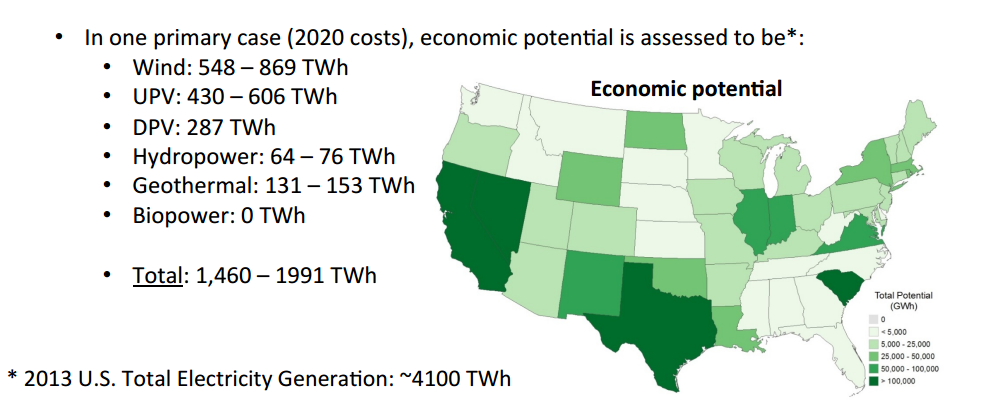 • In one primary case (2020 costs), economic potential is assessed to be*:
• Wind: 548 – 869 TWh
• UPV: 430 – 606 TWh
• DPV: 287 TWh
• Hydropower: 64 – 76 TWh
• Geothermal: 131 – 153 TWh
• Biopower: 0 TWh
• Total: 1,460 – 1991 TWh
Economic potential
Total Potential
(GWh)
0
< 5,000
5,000 - 25,000
25,000 - 50,000
50,000 - 100,000
> 100,000
* 2013 U.S. Total Electricity Generation: ~4100 TWh